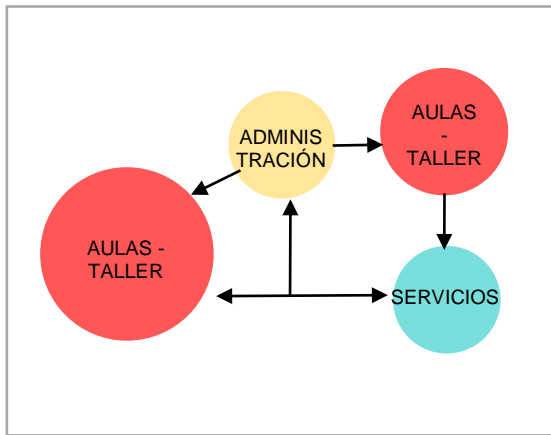 ADMINIS
TRACIÓN
AULAS
-
TALLER
AULAS -
TALLER
SERVICIOS